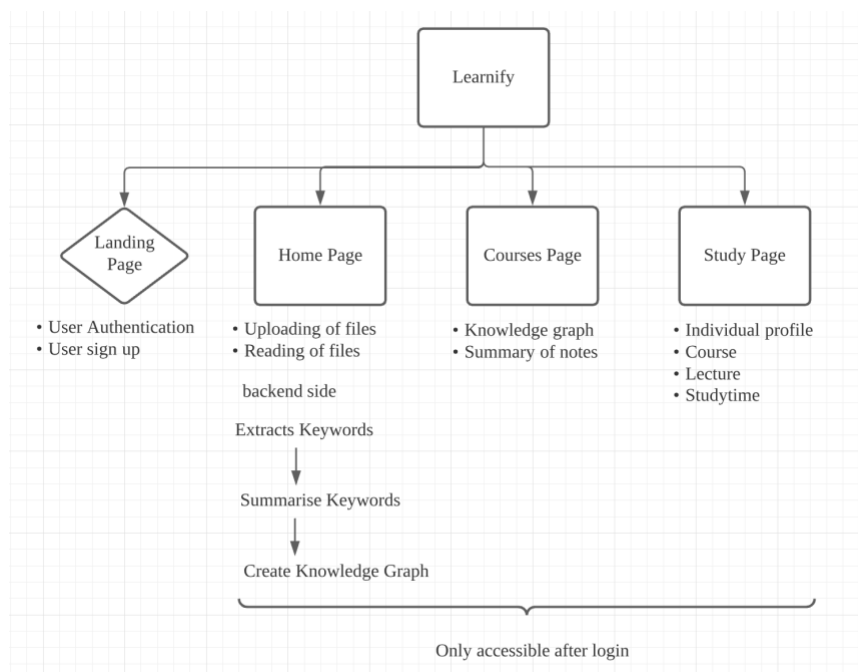 Learnify
Landing
Page
Home Page
Courses Page
Study Page
• User Authentication
• User sign up
• Uploading of files
• Reading of files
• Knowledge graph
• Summary of notes
• Individual profile
• Course
• Lecture
• Studytime
backend side
Extracts Keywords
Summarise Keywords
Create Knowledge Graph
Only accessible after login